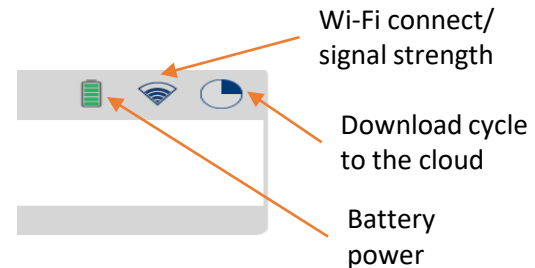 Wi-Fi connect/
signal strength
Download cycle
to the cloud
Battery
power